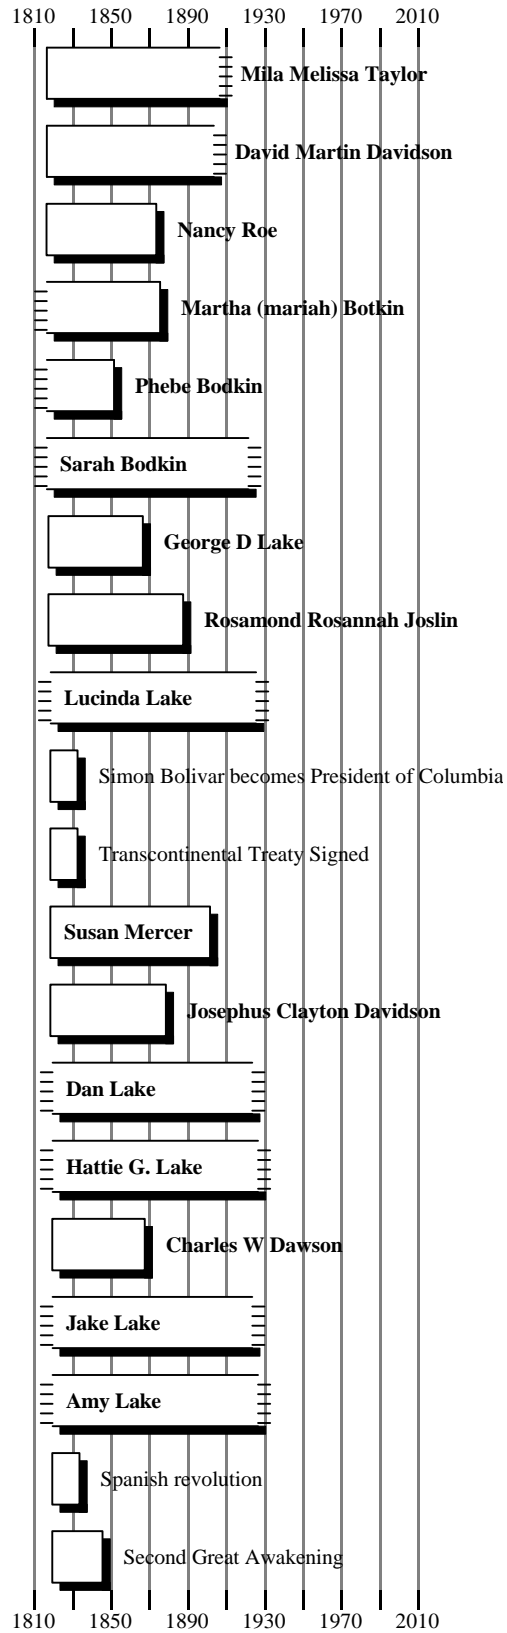 1810 1850 1890 1930 1970 2010
Mila Melissa Taylor
David Martin Davidson
Nancy Roe
Martha (mariah) Botkin
Phebe Bodkin
Sarah Bodkin
George D Lake
Rosamond Rosannah Joslin
Lucinda Lake
Simon Bolivar becomes President of Columbia
Transcontinental Treaty Signed
Susan Mercer
Josephus Clayton Davidson
Dan Lake
Hattie G. Lake
Charles W Dawson
Jake Lake
Amy Lake
Spanish revolution
Second Great Awakening
1810 1850 1890 1930 1970 2010